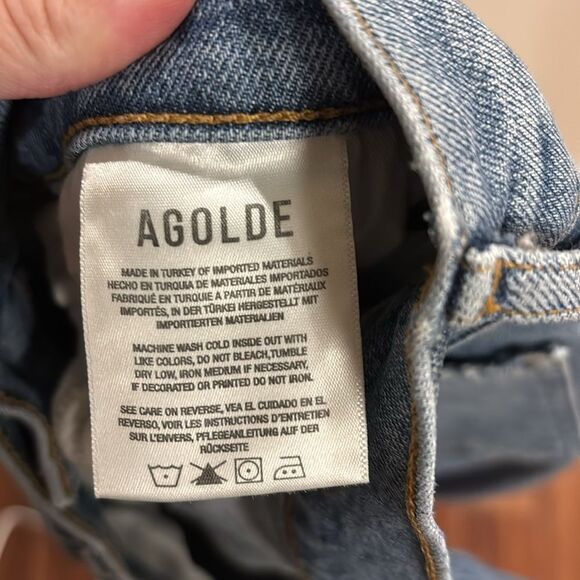 AGOLDE
MADE IN TURKEY OF IMPORTED MATERIALS
HECHO EN TURQUIA DE MATERIALES IMPORTADOS
FABRIQUÉ EN TURQUIE A PARTIR DE MATÉRIAUX
IMPORTÉS, IN DER TÜRKEI HERGESTELLT MIT
IMPORTIERTEN MATERIALIEN
MACHINE WASH COLD INSIDE OUT WITH
LIKE COLORS, DO NOT BLEACH,TUMBLE
DRY LOW, IRON MEDIUM IF NECESSARY,
IF DECORATED OR PRINTED DO NOT IRON.
SEE CARE ON REVERSE, VEA EL CUIDADO EN EL
REVERSO, VOIR LES INSTRUCTIONS D'ENTRETIEN
SUR L'ENVERS, PFLEGEANLEITUNG AUF DER
RÜCKSEITE